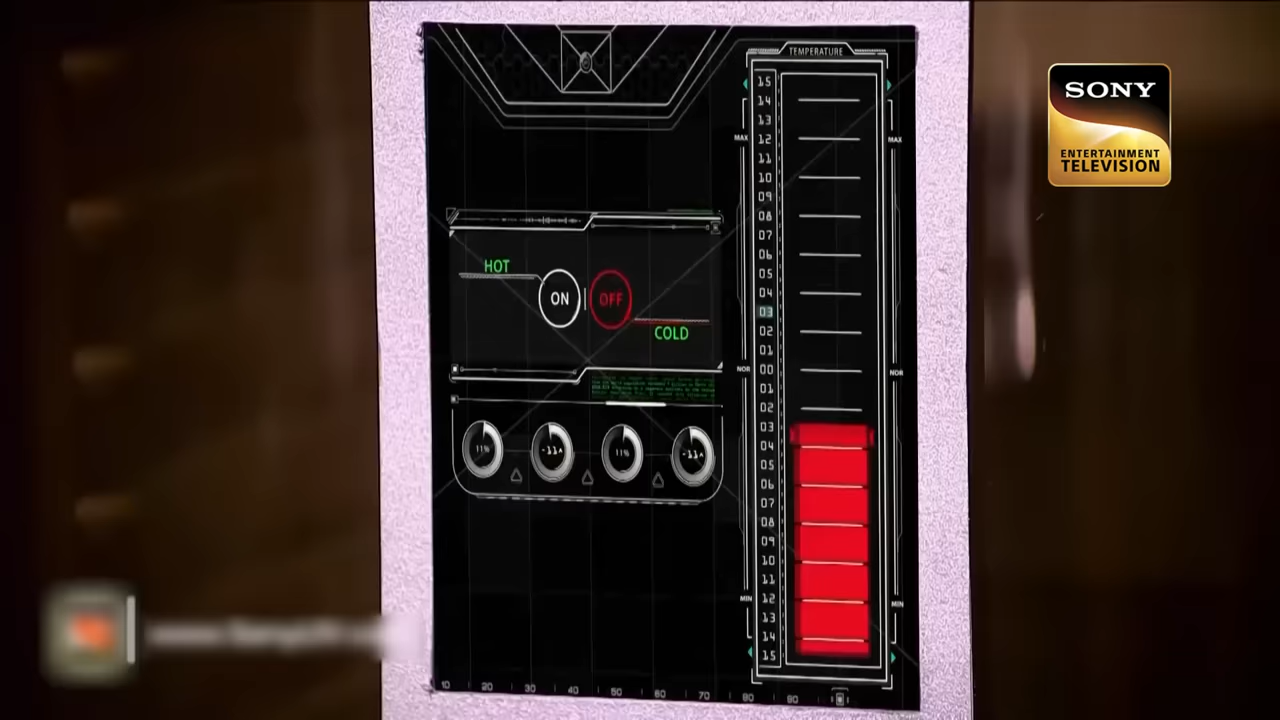 TEMPERATURE
SONY
ENTERTAINMENT
TELEVISION
15
14
13
12
11
10
09
08
07
06
05
04
03
02
01
00
01
02
03
04
05
06
07
08
09
10
11
12
13
14
15
MAX
MAX
NOR
NOR
MIN
MIN
HOT
ON
OFF
COLD
11%
11%
10 20 30 40 50 60 70 80 90